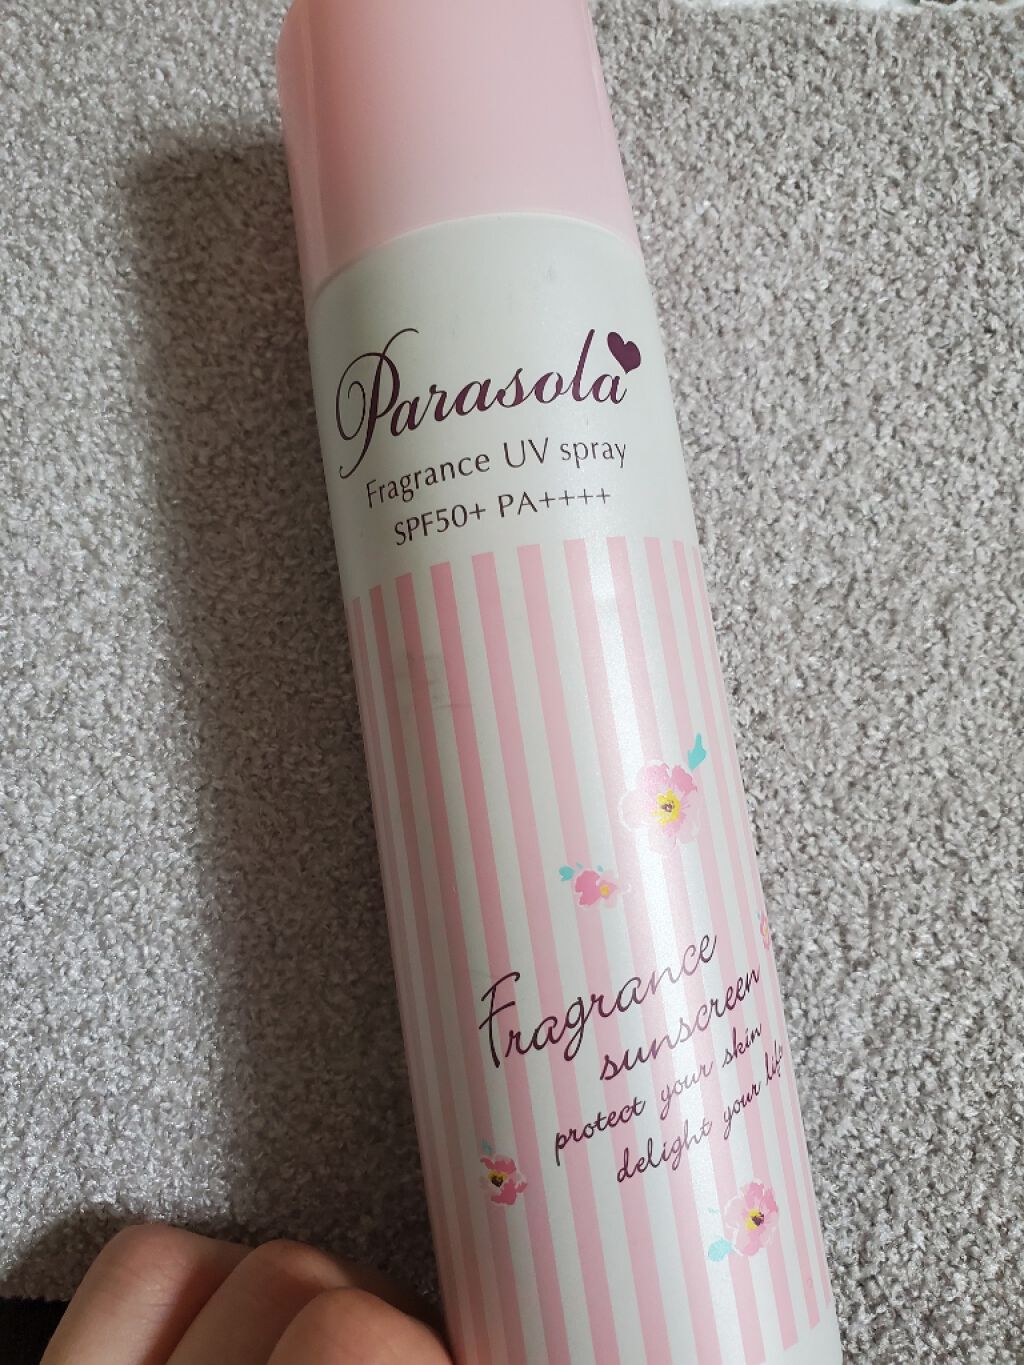 Parasola
Fragrance UV spray
SPF50+ PA++++
Fragrance
sunscreen
protect your skin
delight your life